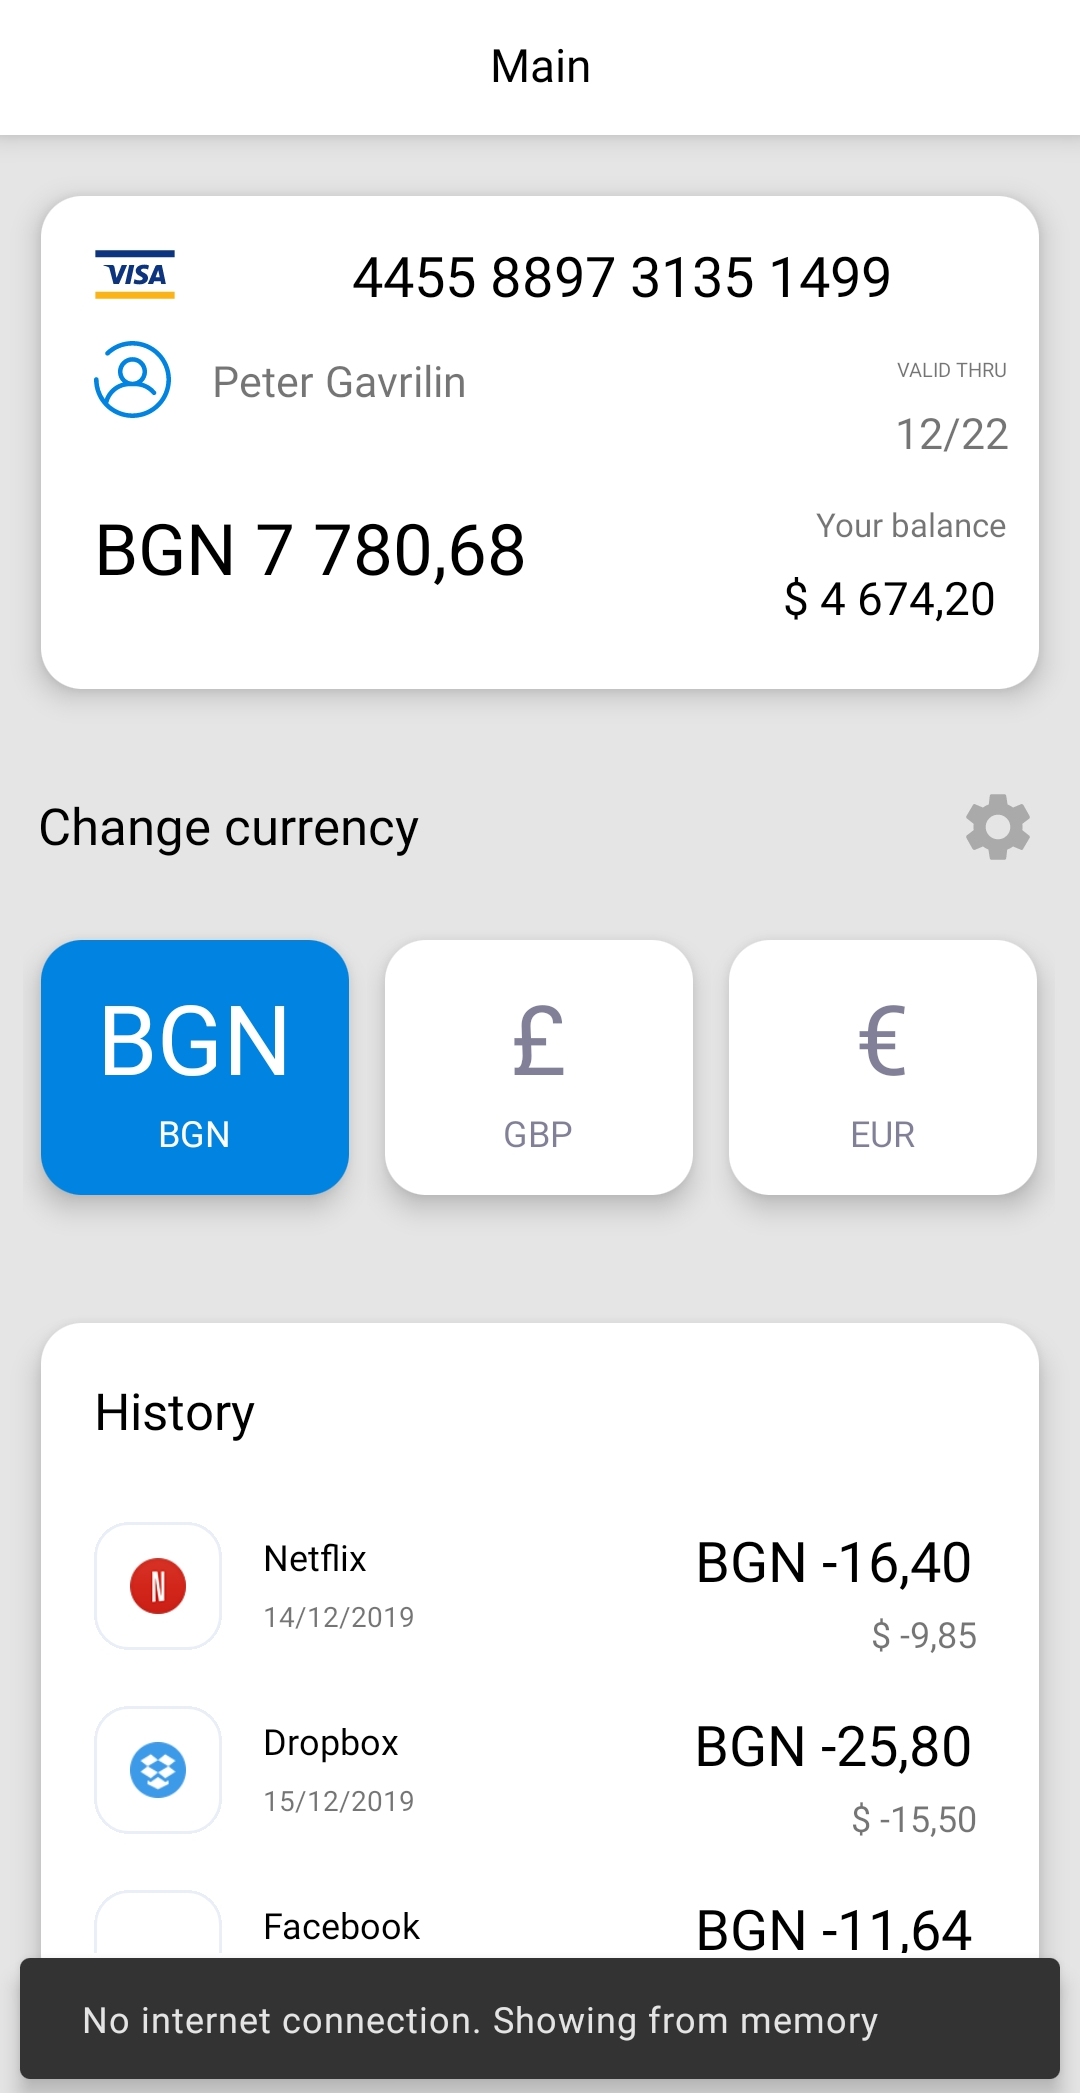 Main
VISA
4455 8897 3135 1499
Peter Gavrilin
VALID THRU
12/22
BGN 7 780,68
Your balance
$ 4 674,20
Change currency
BGN
BGN
£
GBP
€
EUR
History
N
Netflix
14/12/2019
BGN -16,40
$ -9,85
Dropbox
15/12/2019
BGN -25,80
$ -15,50
Facebook
BGN -11,64
No internet connection. Showing from memory